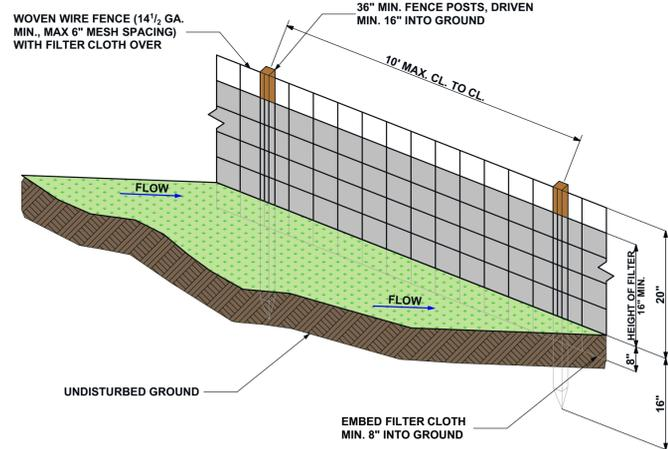 WOVEN WIRE FENCE (14 1/2 GA.
MIN., MAX 6" MESH SPACING)
WITH FILTER CLOTH OVER
36" MIN. FENCE POSTS, DRIVEN
MIN. 16" INTO GROUND
10' MAX. CL. TO CL.
FLOW
FLOW
HEIGHT OF FILTER
16" MIN.
20"
8"
16"
UNDISTURBED GROUND
EMBED FILTER CLOTH
MIN. 8" INTO GROUND